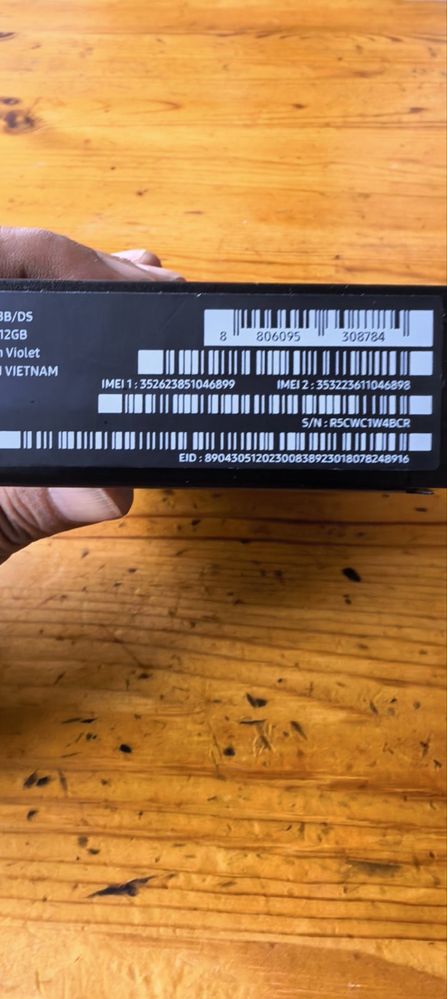 8B/DS
12GB
Violet
VIETNAM
8 806095 308784
IMEI 1 : 352623851046899 IMEI 2 : 353223611046898
S/N : R5CWC1W4BCR
EID : 89043051202300838923018078248916